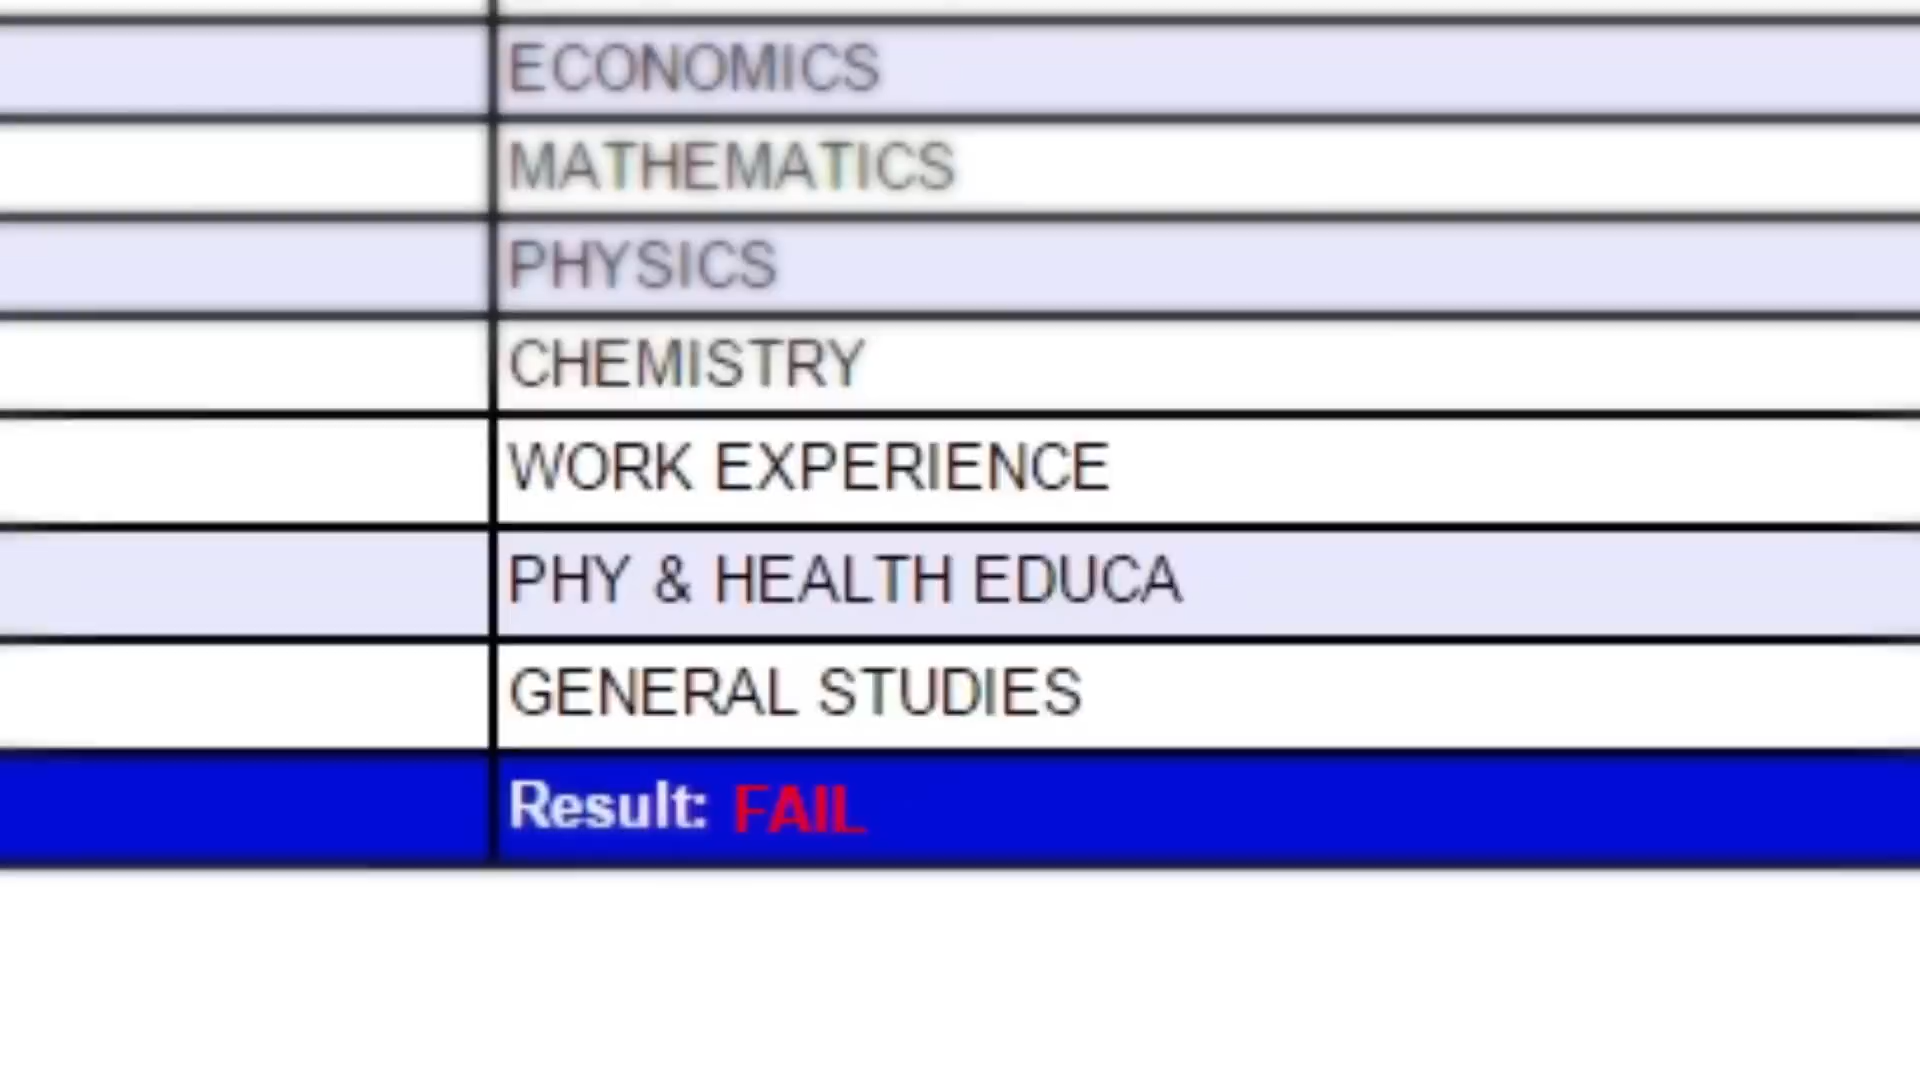 ECONOMICS
MATHEMATICS
PHYSICS
CHEMISTRY
WORK EXPERIENCE
PHY & HEALTH EDUCA
GENERAL STUDIES
Result: FAIL